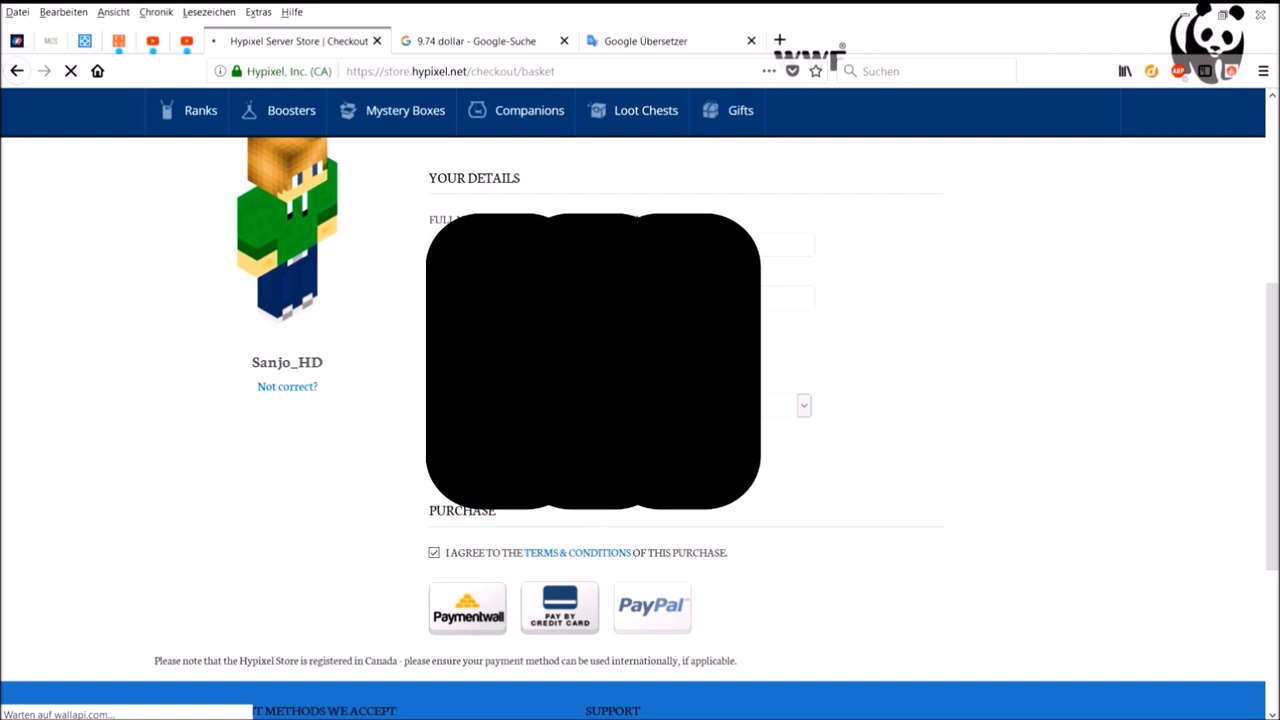 Datei Bearbeiten Ansicht Chronik Lesezeichen Extras Hilfe
MCS Hypixel Server Store | Checkout 9.74 dollar - Google-Suche Google Übersetzer
WWF®
Hypixel, Inc. (CA) https://store.hypixel.net/checkout/basket Suchen ABP
Ranks Boosters Mystery Boxes Companions Loot Chests Gifts
YOUR DETAILS
Sanjo_HD
Not correct?
PURCHASE
I AGREE TO THE TERMS & CONDITIONS OF THIS PURCHASE.
Paymentwall PAY BY CREDIT CARD PayPal™
Please note that the Hypixel Store is registered in Canada - please ensure your payment method can be used internationally, if applicable.
METHODS WE ACCEPT SUPPORT
Warten auf wallapi.com...